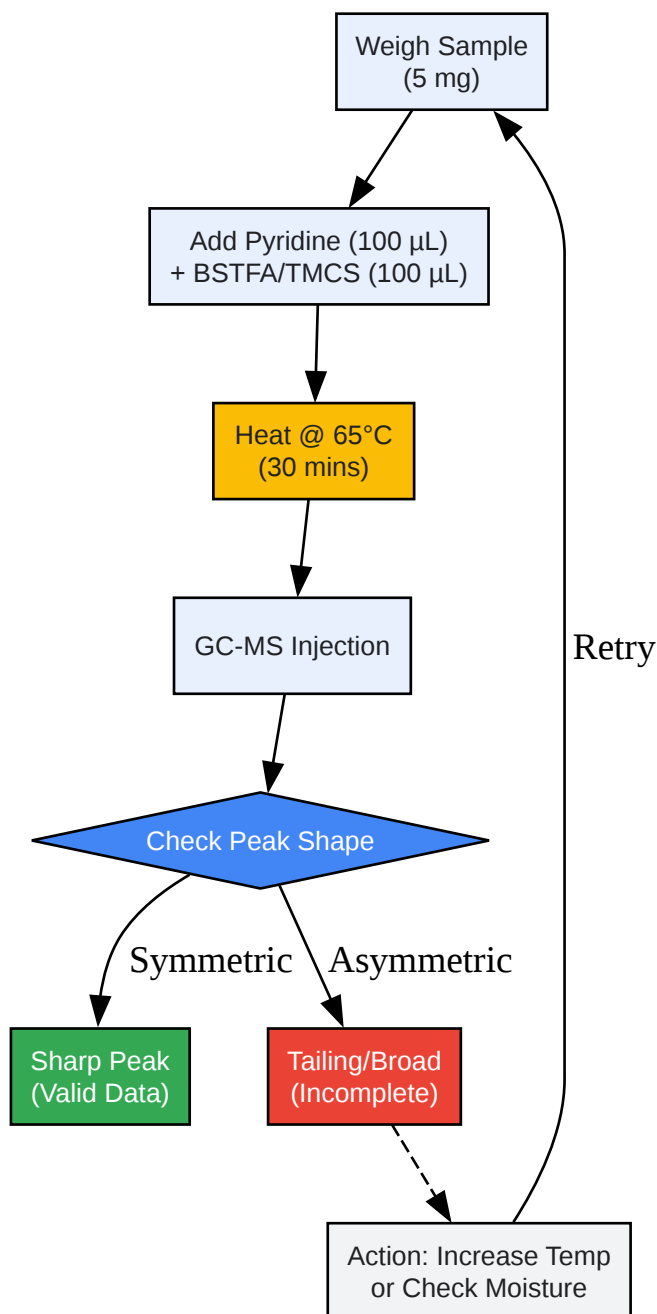 Weigh Sample
(5 mg)
Add Pyridine (100 µL)
+ BSTFA/TMCS (100 µL)
Heat @ 65°C
(30 mins)
GC-MS Injection
Retry
Check Peak Shape
Symmetric
Asymmetric
Sharp Peak
(Valid Data)
Tailing/Broad
(Incomplete)
Action: Increase Temp
or Check Moisture